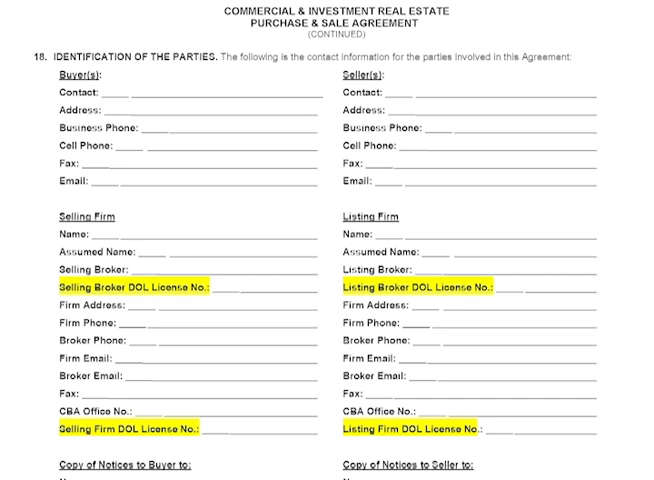 COMMERCIAL & INVESTMENT REAL ESTATE
PURCHASE & SALE AGREEMENT
(CONTINUED)
18. IDENTIFICATION OF THE PARTIES. The following is the contact information for the parties involved in this Agreement:
Buyer(s):
Contact:
Address:
Business Phone:
Cell Phone:
Fax:
Email:
Seller(s):
Contact:
Address:
Business Phone:
Cell Phone:
Fax:
Email:
Selling Firm
Name:
Assumed Name:
Selling Broker:
Selling Broker DOL License No.:
Firm Address:
Firm Phone:
Broker Phone:
Firm Email:
Broker Email:
Fax:
CBA Office No.:
Selling Firm DOL License No.:
Listing Firm
Name:
Assumed Name:
Listing Broker:
Listing Broker DOL License No.:
Firm Address:
Firm Phone:
Broker Phone:
Firm Email:
Broker Email:
Fax:
CBA Office No.:
Listing Firm DOL License No.:
Copy of Notices to Buyer to:
Copy of Notices to Seller to: